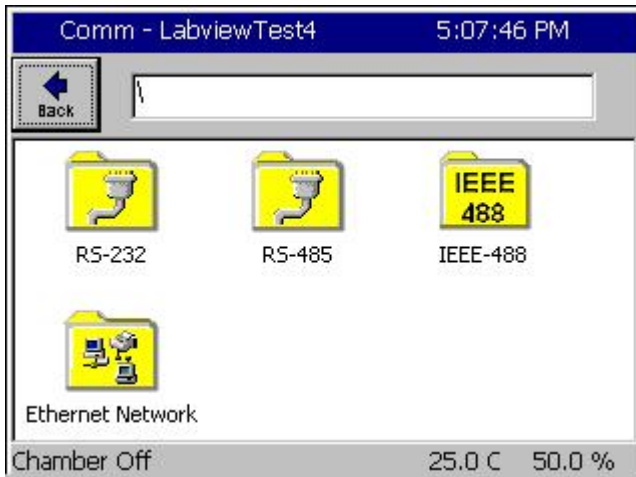 Comm - LabviewTest4 5:07:46 PM
Back
\
IEEE
488
RS-232 RS-485 IEEE-488
Ethernet Network
Chamber Off 25.0 C 50.0 %